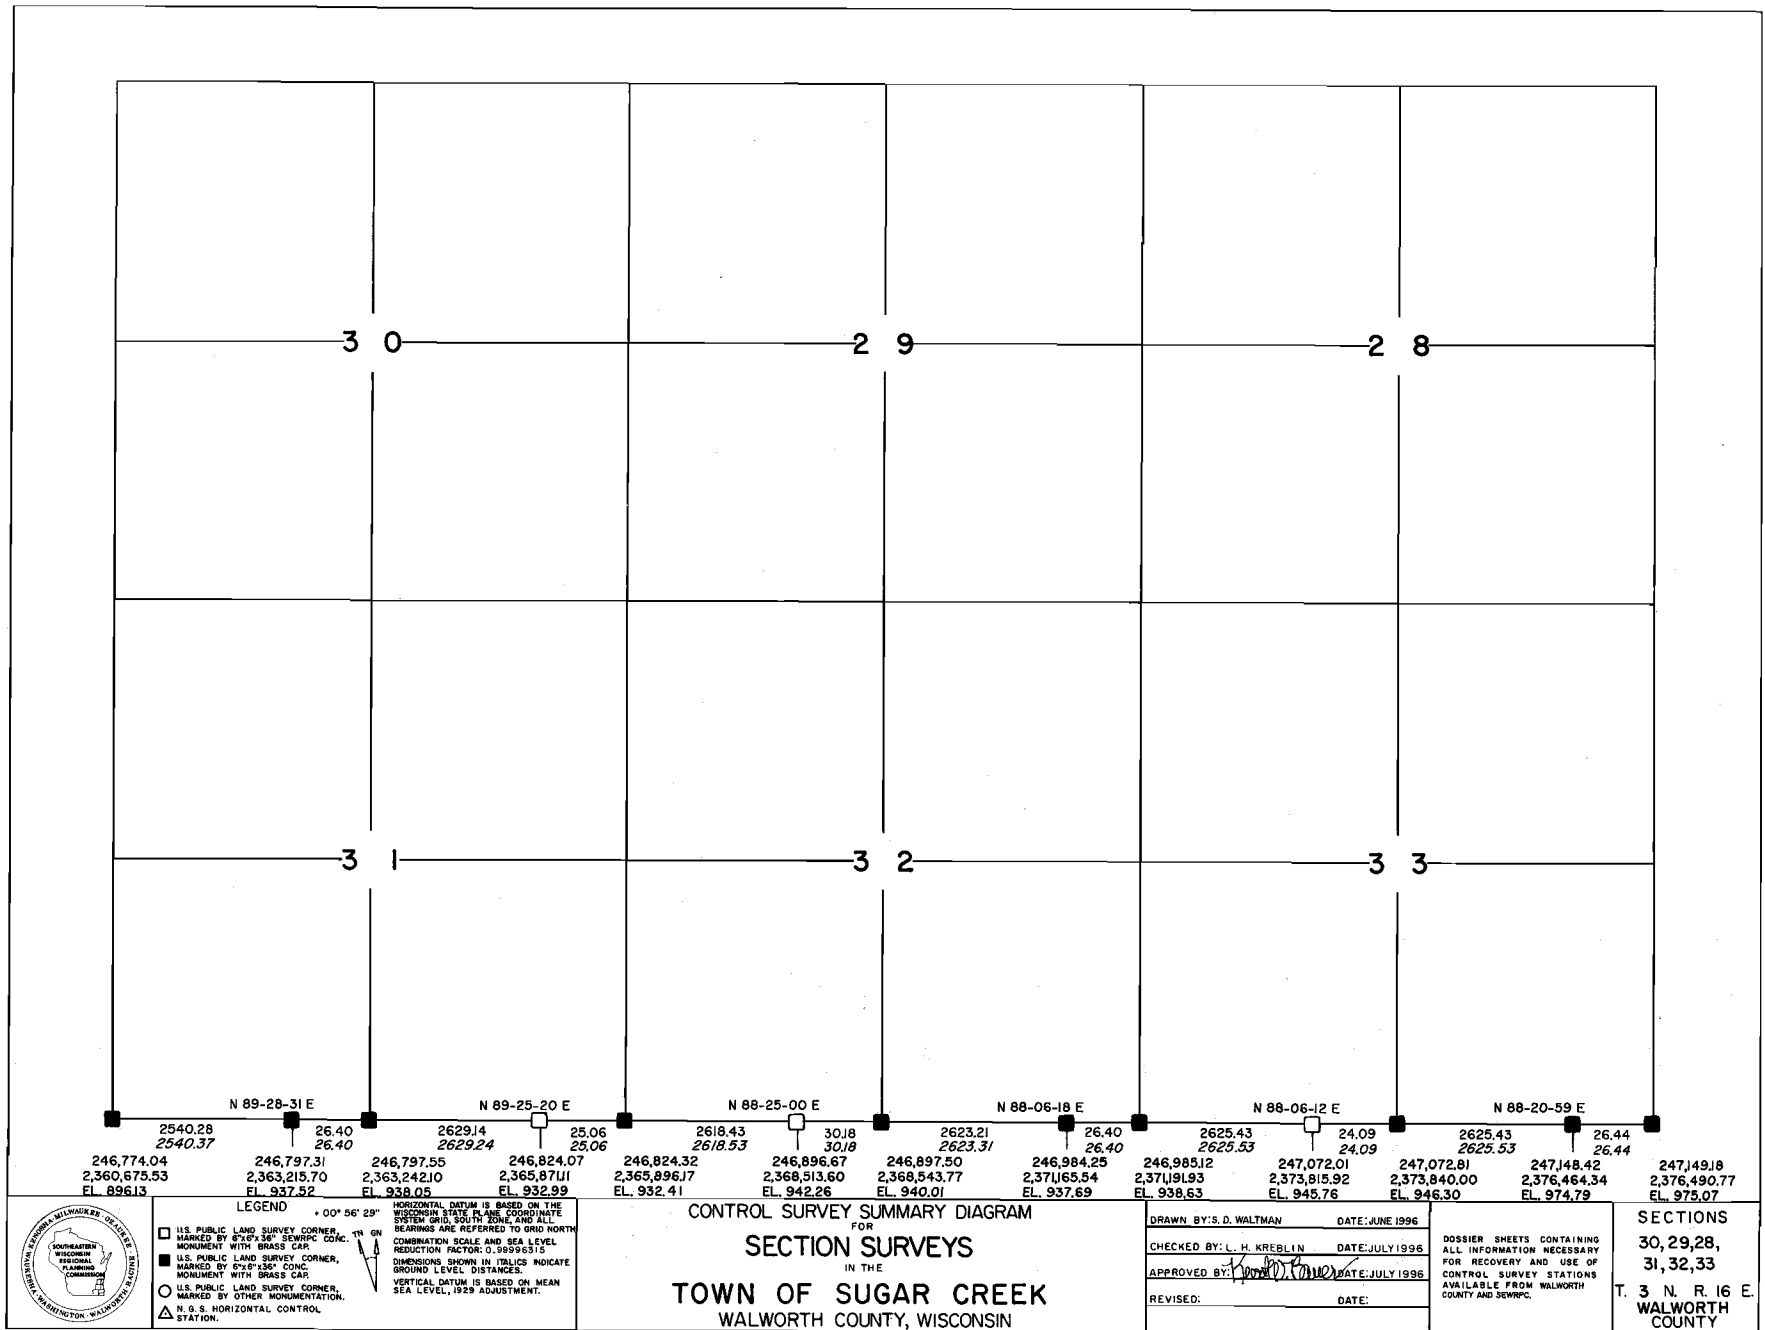 3 0
2 9
2 8
3 1
3 2
3 3
N 89-28-31 E
N 89-25-20 E
N 88-25-00 E
N 88-06-18 E
N 88-06-12 E
N 88-20-59 E
2540.28 26.40 2629.14 25.06 2618.43 30.18 2623.21 26.40 2625.43 24.09 2625.43 26.44
2540.37 26.40 2629.24 25.06 2618.53 30.18 2623.31 26.40 2625.53 24.09 2625.53 26.44
246,774.04
2,360,675.53
EL. 896.13
246,797.31
2,363,215.70
EL. 937.52
246,797.55
2,363,242.10
EL. 938.05
246,824.07
2,365,871.11
EL. 932.99
246,824.32
2,365,896.17
EL. 932.41
246,896.67
2,368,513.60
EL. 942.26
246,897.50
2,368,543.77
EL. 940.01
246,984.25
2,371,165.54
EL. 937.69
246,985.12
2,371,191.93
EL. 938.63
247,072.01
2,373,815.92
EL. 945.76
247,072.81
2,373,840.00
EL. 946.30
247,148.42
2,376,464.34
EL. 974.79
247,149.18
2,376,490.77
EL. 975.07
SOUTHEASTERN
WISCONSIN
REGIONAL
PLANNING
COMMISSION
WAUKESHA · KENOSHA · MILWAUKEE · OZAUKEE · RACINE · WALWORTH · WASHINGTON
LEGEND
U.S. PUBLIC LAND SURVEY CORNER,
MARKED BY 6"x6"x36" SEWRPC CONC.
MONUMENT WITH BRASS CAP.
U.S. PUBLIC LAND SURVEY CORNER,
MARKED BY 6"x6"x36" CONC.
MONUMENT WITH BRASS CAP.
U.S. PUBLIC LAND SURVEY CORNER,
MARKED BY OTHER MONUMENTATION.
N.G.S. HORIZONTAL CONTROL
STATION.
+ 00° 56' 29"
TN GN
HORIZONTAL DATUM IS BASED ON THE
WISCONSIN STATE PLANE COORDINATE
SYSTEM GRID, SOUTH ZONE, AND ALL
BEARINGS ARE REFERRED TO GRID NORTH
COMBINATION SCALE AND SEA LEVEL
REDUCTION FACTOR: 0.99996315
DIMENSIONS SHOWN IN ITALICS INDICATE
GROUND LEVEL DISTANCES.
VERTICAL DATUM IS BASED ON MEAN
SEA LEVEL, 1929 ADJUSTMENT.
CONTROL SURVEY SUMMARY DIAGRAM
FOR
SECTION SURVEYS
IN THE
TOWN OF SUGAR CREEK
WALWORTH COUNTY, WISCONSIN
DRAWN BY: S. D. WALTMAN DATE: JUNE 1996
CHECKED BY: L. H. KREBLIN DATE: JULY 1996
APPROVED BY: DATE: JULY 1996
REVISED: DATE:
DOSSIER SHEETS CONTAINING
ALL INFORMATION NECESSARY
FOR RECOVERY AND USE OF
CONTROL SURVEY STATIONS
AVAILABLE FROM WALWORTH
COUNTY AND SEWRPC.
SECTIONS
30, 29, 28,
31, 32, 33
T. 3 N. R. 16 E.
WALWORTH
COUNTY